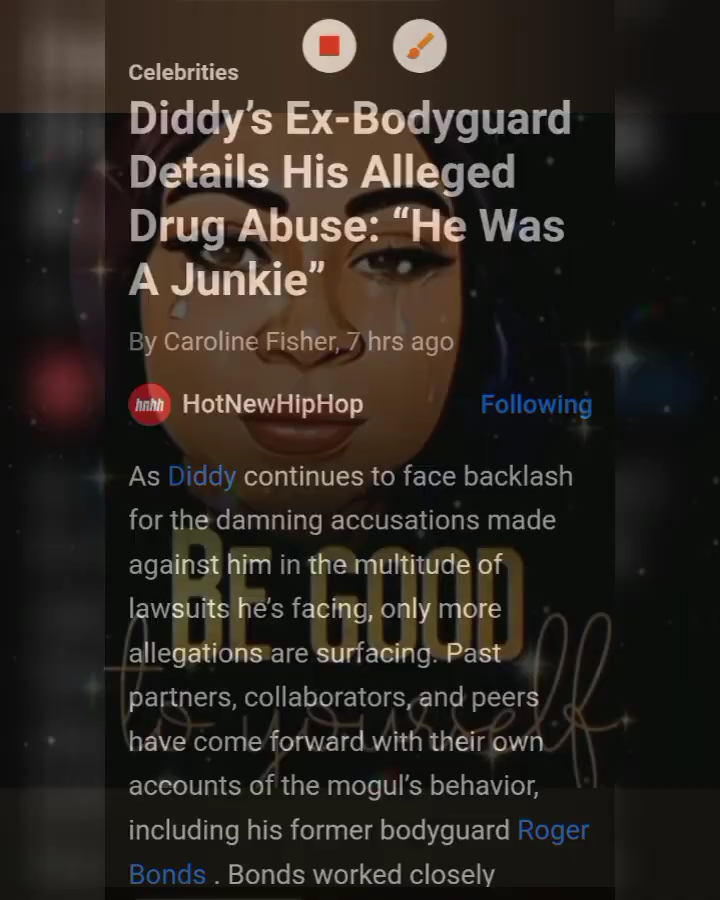 Celebrities
Diddy’s Ex-Bodyguard
Details His Alleged
Drug Abuse: “He Was
A Junkie”
By Caroline Fisher, 7 hrs ago
hnhh HotNewHipHop Following
As Diddy continues to face backlash
for the damning accusations made
against him in the multitude of
lawsuits he’s facing, only more
allegations are surfacing. Past
partners, collaborators, and peers
have come forward with their own
accounts of the mogul’s behavior,
including his former bodyguard Roger
Bonds . Bonds worked closely
BE GOOD
to yourself